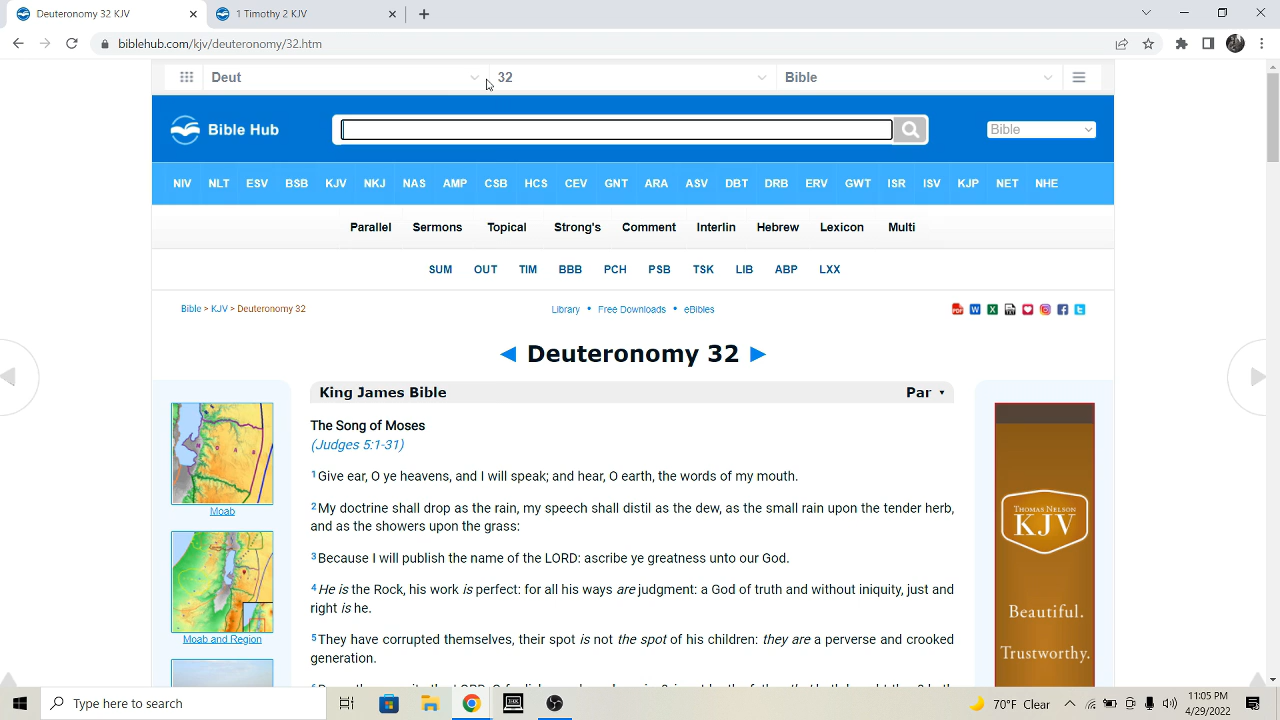 Deuteronomy 32 KJV
1 Timothy 2 KJV
biblehub.com/kjv/deuteronomy/32.htm
Deut 32 Bible
Bible Hub Bible
NIV NLT ESV BSB KJV NKJ NAS AMP CSB HCS CEV GNT ARA ASV DBT DRB ERV GWT ISR ISV KJP NET NHE
Parallel Sermons Topical Strong's Comment Interlin Hebrew Lexicon Multi
SUM OUT TIM BBB PCH PSB TSK LIB ABP LXX
Bible > KJV > Deuteronomy 32
Library • Free Downloads • eBibles
◄ Deuteronomy 32 ►
King James Bible Par ▾
The Song of Moses
(Judges 5:1-31)
1Give ear, O ye heavens, and I will speak; and hear, O earth, the words of my mouth.
2My doctrine shall drop as the rain, my speech shall distil as the dew, as the small rain upon the tender herb,
and as the showers upon the grass:
3Because I will publish the name of the LORD: ascribe ye greatness unto our God.
4He is the Rock, his work is perfect: for all his ways are judgment: a God of truth and without iniquity, just and
right is he.
5They have corrupted themselves, their spot is not the spot of his children: they are a perverse and crooked
generation.
Moab
Moab and Region
THOMAS NELSON
KJV
Beautiful.
Trustworthy.
Type here to search
70°F Clear
11:05 PM
4/29/2022